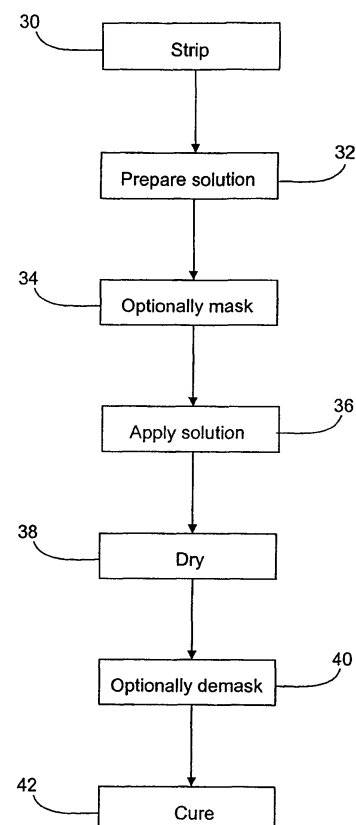 30
Strip
32
Prepare solution
34
Optionally mask
36
Apply solution
38
Dry
40
Optionally demask
42
Cure